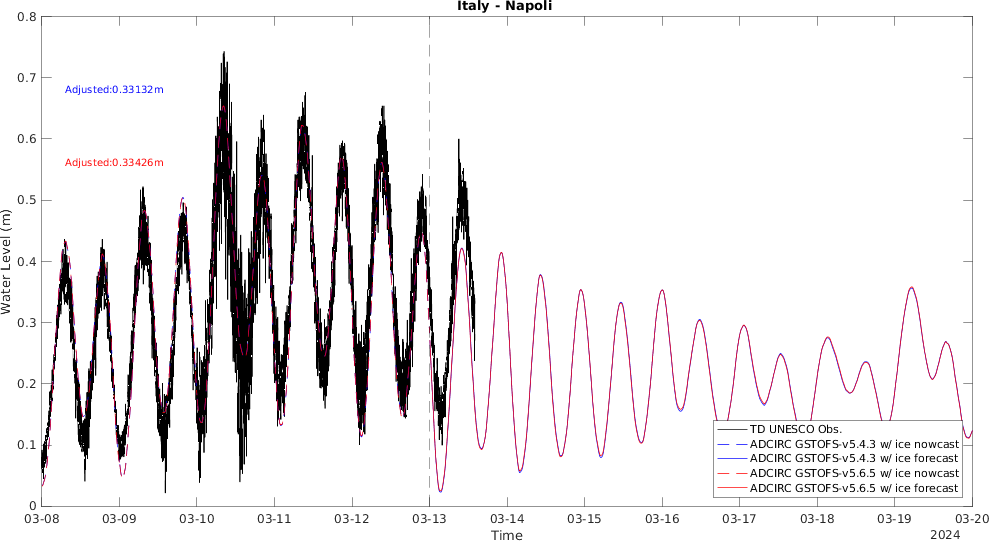 Italy - Napoli
0.8
0.7
0.6
0.5
0.4
0.3
0.2
0.1
0
Water Level (m)
Adjusted:0.33132m
Adjusted:0.33426m
TD UNESCO Obs.
ADCIRC GSTOFS-v5.4.3 w/ ice nowcast
ADCIRC GSTOFS-v5.4.3 w/ ice forecast
ADCIRC GSTOFS-v5.6.5 w/ ice nowcast
ADCIRC GSTOFS-v5.6.5 w/ ice forecast
03-08 03-09 03-10 03-11 03-12 03-13 03-14 03-15 03-16 03-17 03-18 03-19 03-20
Time
2024